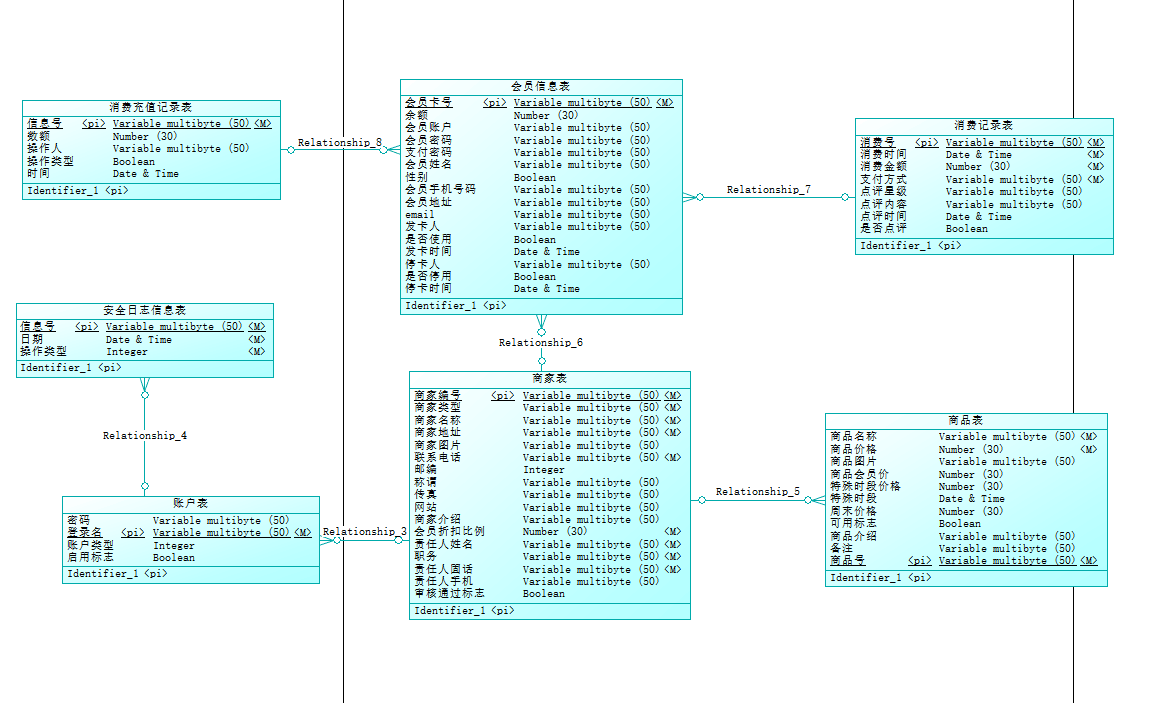 消费充值记录表
信息号 <pi> Variable multibyte (50) <M>
数额 Number (30)
操作人 Variable multibyte (50)
操作类型 Boolean
时间 Date & Time
Identifier_1 <pi>
Relationship_8
会员信息表
会员卡号 <pi> Variable multibyte (50) <M>
余额 Number (30)
会员账户 Variable multibyte (50)
会员密码 Variable multibyte (50)
支付密码 Variable multibyte (50)
会员姓名 Variable multibyte (50)
性别 Boolean
会员手机号码 Variable multibyte (50)
会员地址 Variable multibyte (50)
email Variable multibyte (50)
发卡人 Variable multibyte (50)
是否使用 Boolean
发卡时间 Date & Time
停卡人 Variable multibyte (50)
是否停用 Boolean
停卡时间 Date & Time
Identifier_1 <pi>
Relationship_7
消费记录表
消费号 <pi> Variable multibyte (50) <M>
消费时间 Date & Time <M>
消费金额 Number (30) <M>
支付方式 Variable multibyte (50) <M>
点评星级 Variable multibyte (50)
点评内容 Variable multibyte (50)
点评时间 Date & Time
是否点评 Boolean
Identifier_1 <pi>
安全日志信息表
信息号 <pi> Variable multibyte (50) <M>
日期 Date & Time <M>
操作类型 Integer <M>
Identifier_1 <pi>
Relationship_6
Relationship_4
商家表
商家编号 <pi> Variable multibyte (50) <M>
商家类型 Variable multibyte (50) <M>
商家名称 Variable multibyte (50) <M>
商家地址 Variable multibyte (50) <M>
商家图片 Variable multibyte (50)
联系电话 Variable multibyte (50) <M>
邮编 Integer
称谓 Variable multibyte (50)
传真 Variable multibyte (50)
网站 Variable multibyte (50)
商家介绍 Variable multibyte (50)
会员折扣比例 Number (30) <M>
责任人姓名 Variable multibyte (50) <M>
职务 Variable multibyte (50) <M>
责任人固话 Variable multibyte (50) <M>
责任人手机 Variable multibyte (50)
审核通过标志 Boolean
Identifier_1 <pi>
Relationship_5
商品表
商品名称 Variable multibyte (50) <M>
商品价格 Number (30) <M>
商品图片 Variable multibyte (50)
商品会员价 Number (30)
特殊时段价格 Number (30)
特殊时段 Date & Time
周末价格 Number (30)
可用标志 Boolean
商品介绍 Variable multibyte (50)
备注 Variable multibyte (50)
商品号 <pi> Variable multibyte (50) <M>
Identifier_1 <pi>
账户表
密码 Variable multibyte (50)
登录名 <pi> Variable multibyte (50) <M>
账户类型 Integer
启用标志 Boolean
Identifier_1 <pi>
Relationship_3